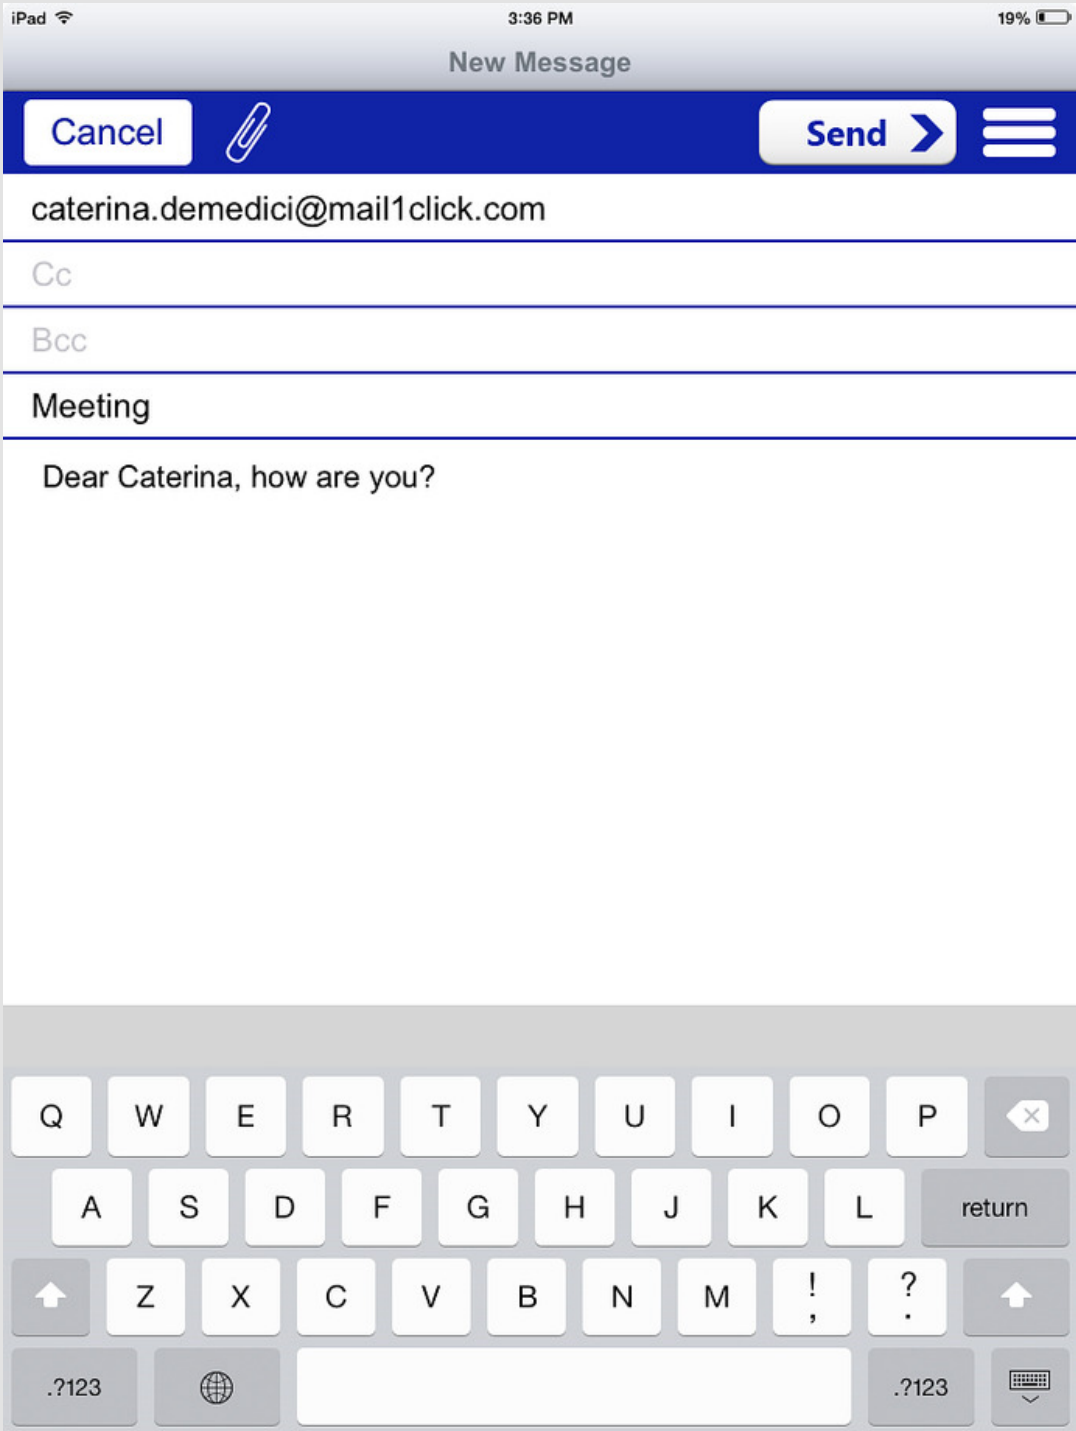 iPad 3:36 PM 19%
New Message
Cancel Send
caterina.demedici@mail1click.com
Cc
Bcc
Meeting
Dear Caterina, how are you?
Q W E R T Y U I O P
A S D F G H J K L return
Z X C V B N M ! , ? .
.?123 .?123